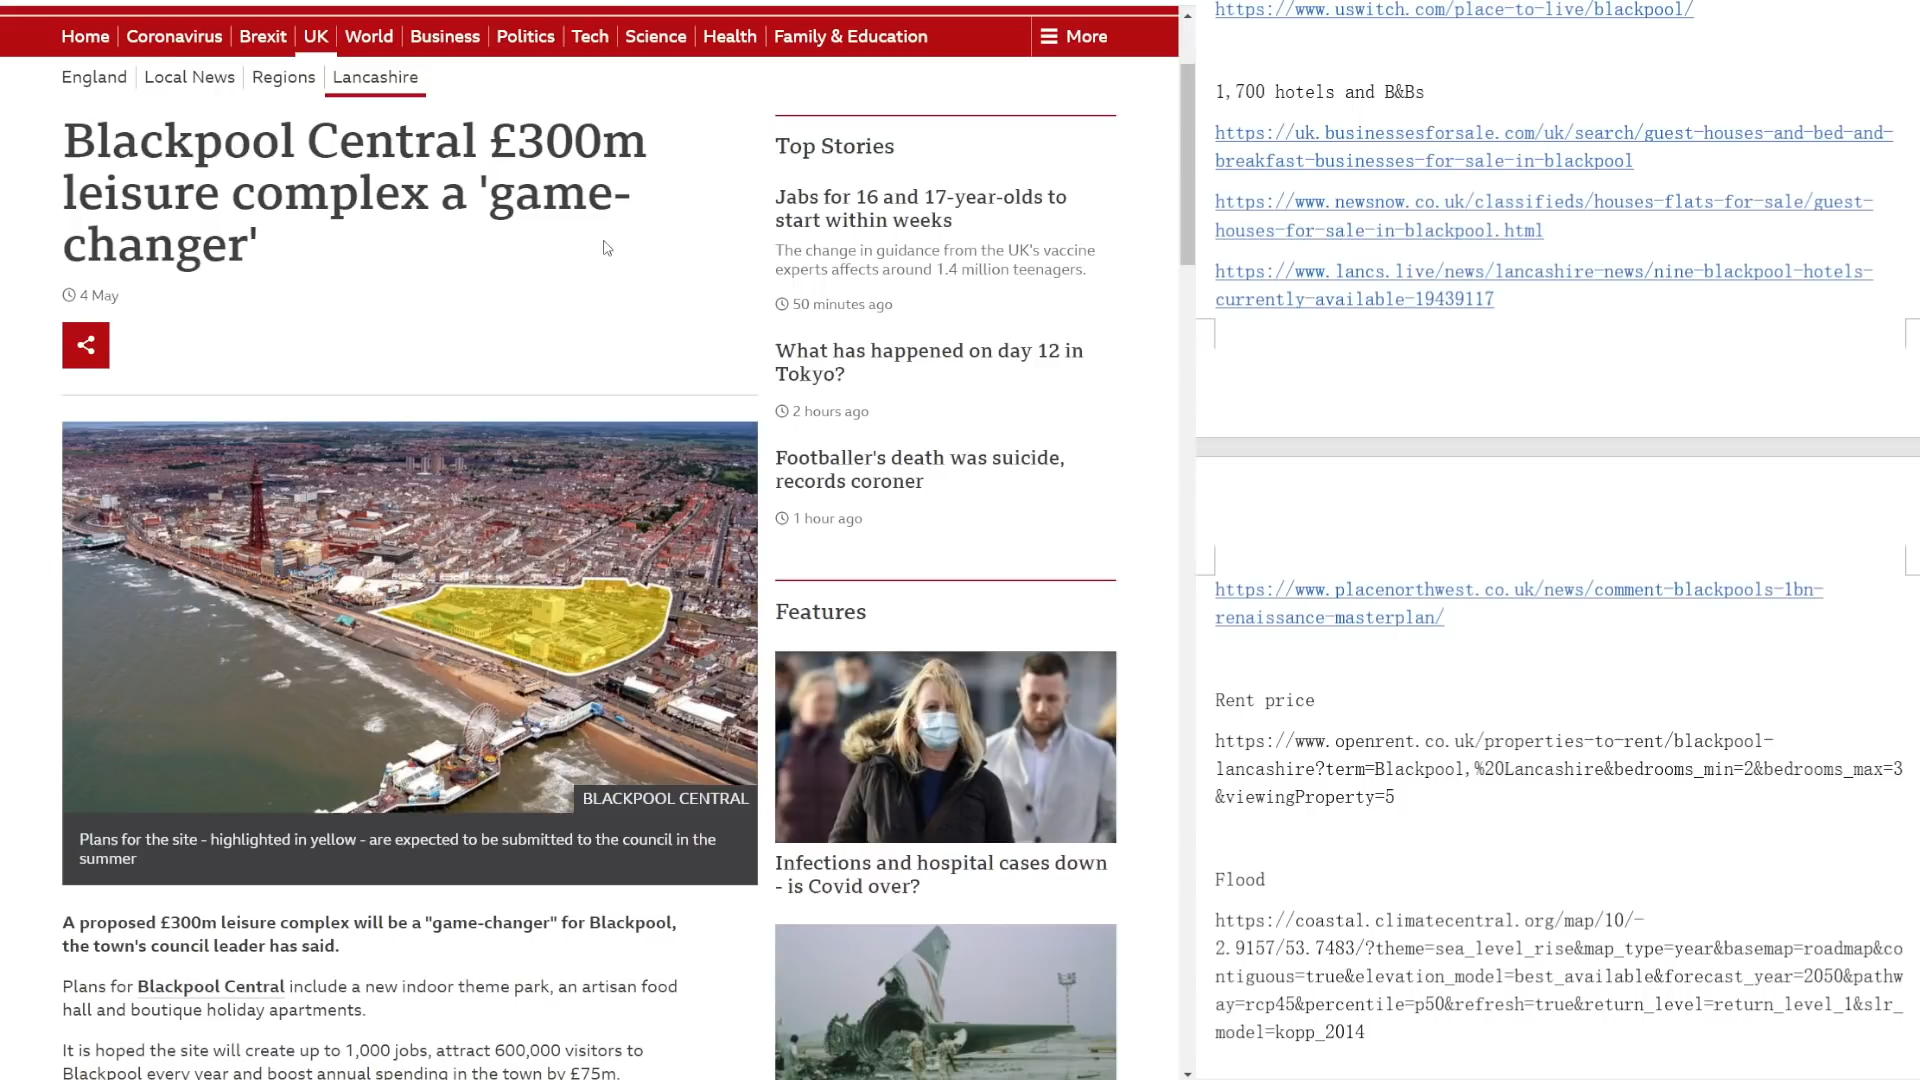 Home
Coronavirus
Brexit
UK
World
Business
Politics
Tech
Science
Health
Family & Education
More
England
Local News
Regions
Lancashire
Blackpool Central £300m
leisure complex a 'game-
changer'
4 May
BLACKPOOL CENTRAL
Plans for the site - highlighted in yellow - are expected to be submitted to the council in the
summer
A proposed £300m leisure complex will be a "game-changer" for Blackpool,
the town's council leader has said.
Plans for Blackpool Central include a new indoor theme park, an artisan food
hall and boutique holiday apartments.
It is hoped the site will create up to 1,000 jobs, attract 600,000 visitors to
Blackpool every year and boost annual spending in the town by £75m.
Top Stories
Jabs for 16 and 17-year-olds to
start within weeks
The change in guidance from the UK's vaccine
experts affects around 1.4 million teenagers.
50 minutes ago
What has happened on day 12 in
Tokyo?
2 hours ago
Footballer's death was suicide,
records coroner
1 hour ago
Features
Infections and hospital cases down
- is Covid over?
https://www.uswitch.com/place-to-live/blackpool/
1,700 hotels and B&Bs
https://uk.businessesforsale.com/uk/search/guest-houses-and-bed-and-
breakfast-businesses-for-sale-in-blackpool
https://www.newsnow.co.uk/classifieds/houses-flats-for-sale/guest-
houses-for-sale-in-blackpool.html
https://www.lancs.live/news/lancashire-news/nine-blackpool-hotels-
currently-available-19439117
https://www.placenorthwest.co.uk/news/comment-blackpools-1bn-
renaissance-masterplan/
Rent price
https://www.openrent.co.uk/properties-to-rent/blackpool-
lancashire?term=Blackpool,%20Lancashire&bedrooms_min=2&bedrooms_max=3
&viewingProperty=5
Flood
https://coastal.climatecentral.org/map/10/-
2.9157/53.7483/?theme=sea_level_rise&map_type=year&basemap=roadmap&co
ntiguous=true&elevation_model=best_available&forecast_year=2050&pathw
ay=rcp45&percentile=p50&refresh=true&return_level=return_level_1&slr_
model=kopp_2014